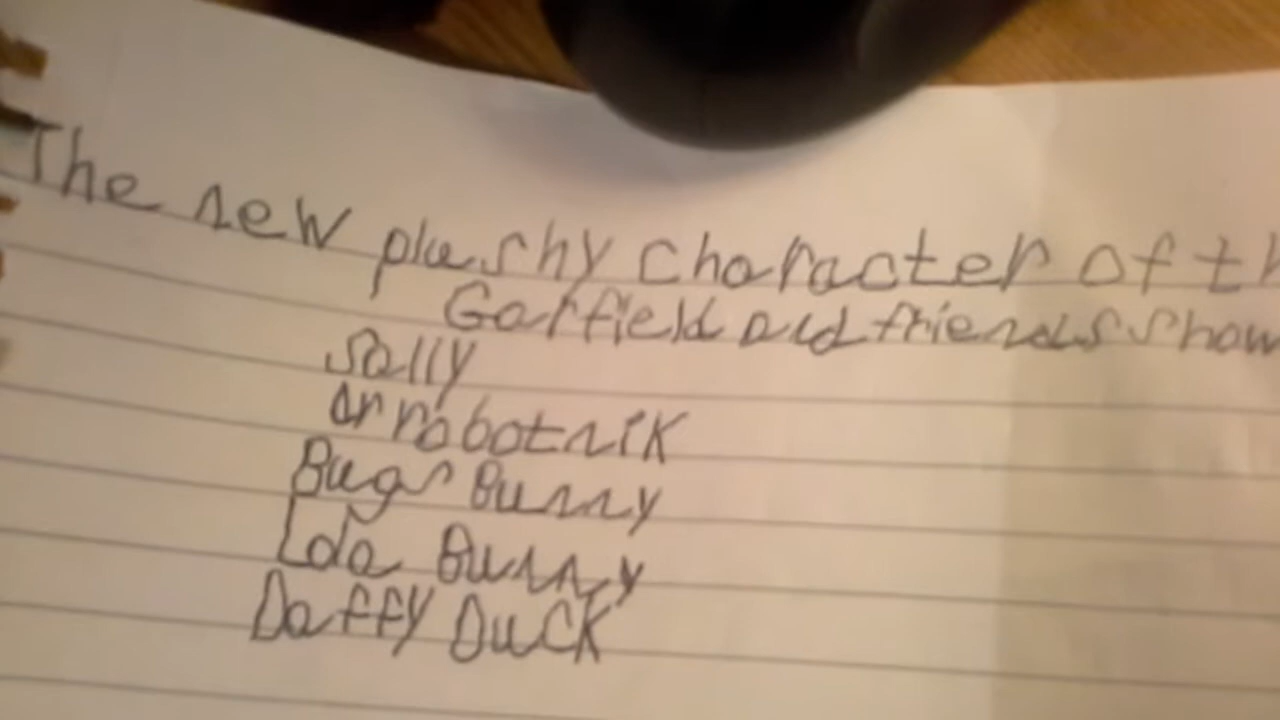 The new plushy character of th
Garfield and friends show
Sally
dr robotnik
Bugs Bunny
Lola Bunny
Daffy Duck